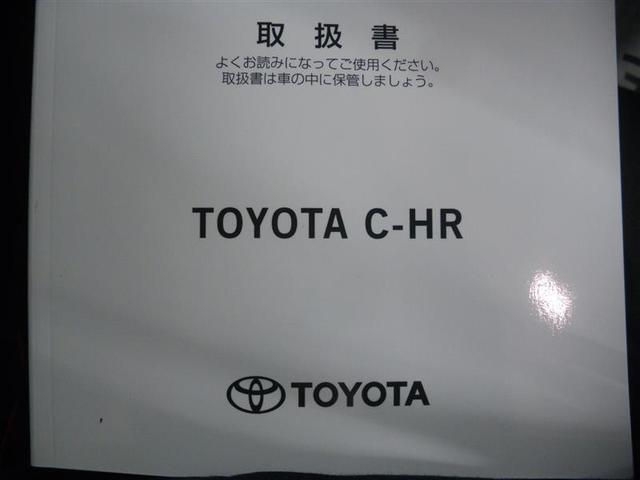 取扱書
よくお読みになってご使用ください。
取扱書は車の中に保管しましょう。
TOYOTA C-HR
TOYOTA